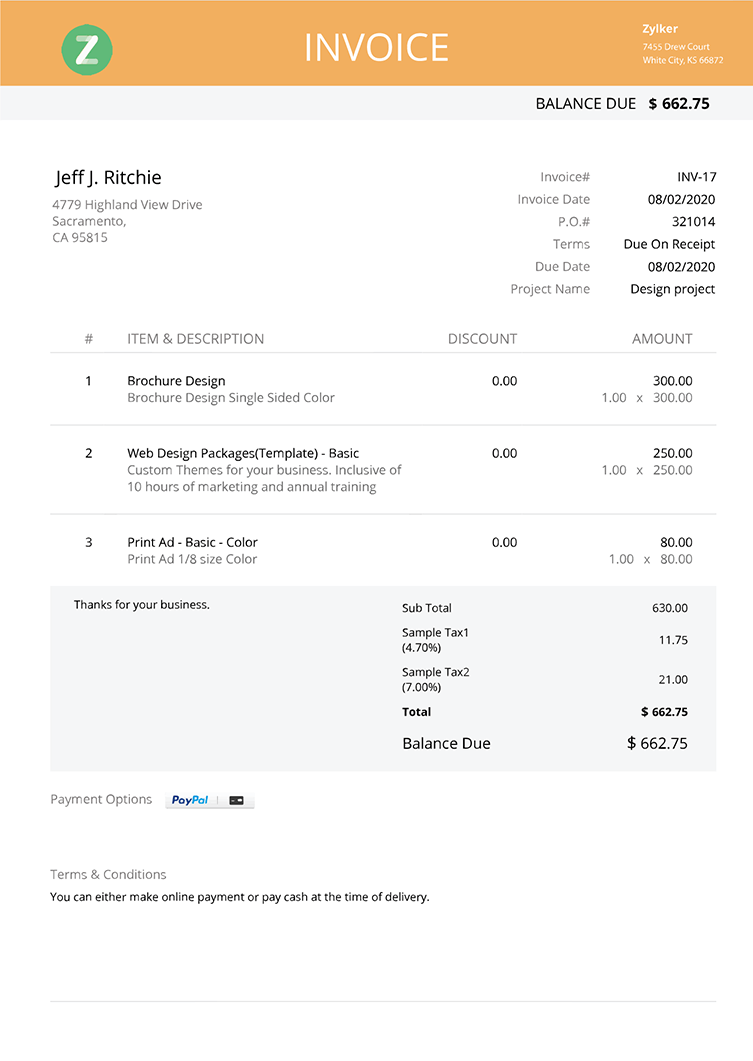 Z
INVOICE
Zylker
7455 Drew Court
White City, KS 66872
BALANCE DUE $ 662.75
Jeff J. Ritchie
4779 Highland View Drive
Sacramento,
CA 95815
Invoice# INV-17
Invoice Date 08/02/2020
P.O.# 321014
Terms Due On Receipt
Due Date 08/02/2020
Project Name Design project
# ITEM & DESCRIPTION DISCOUNT AMOUNT
1 Brochure Design 0.00 300.00
Brochure Design Single Sided Color 1.00 x 300.00
2 Web Design Packages(Template) - Basic 0.00 250.00
Custom Themes for your business. Inclusive of 1.00 x 250.00
10 hours of marketing and annual training
3 Print Ad - Basic - Color 0.00 80.00
Print Ad 1/8 size Color 1.00 x 80.00
Thanks for your business.
Sub Total 630.00
Sample Tax1
(4.70%) 11.75
Sample Tax2
(7.00%) 21.00
Total $ 662.75
Balance Due $ 662.75
Payment Options PayPal
Terms & Conditions
You can either make online payment or pay cash at the time of delivery.